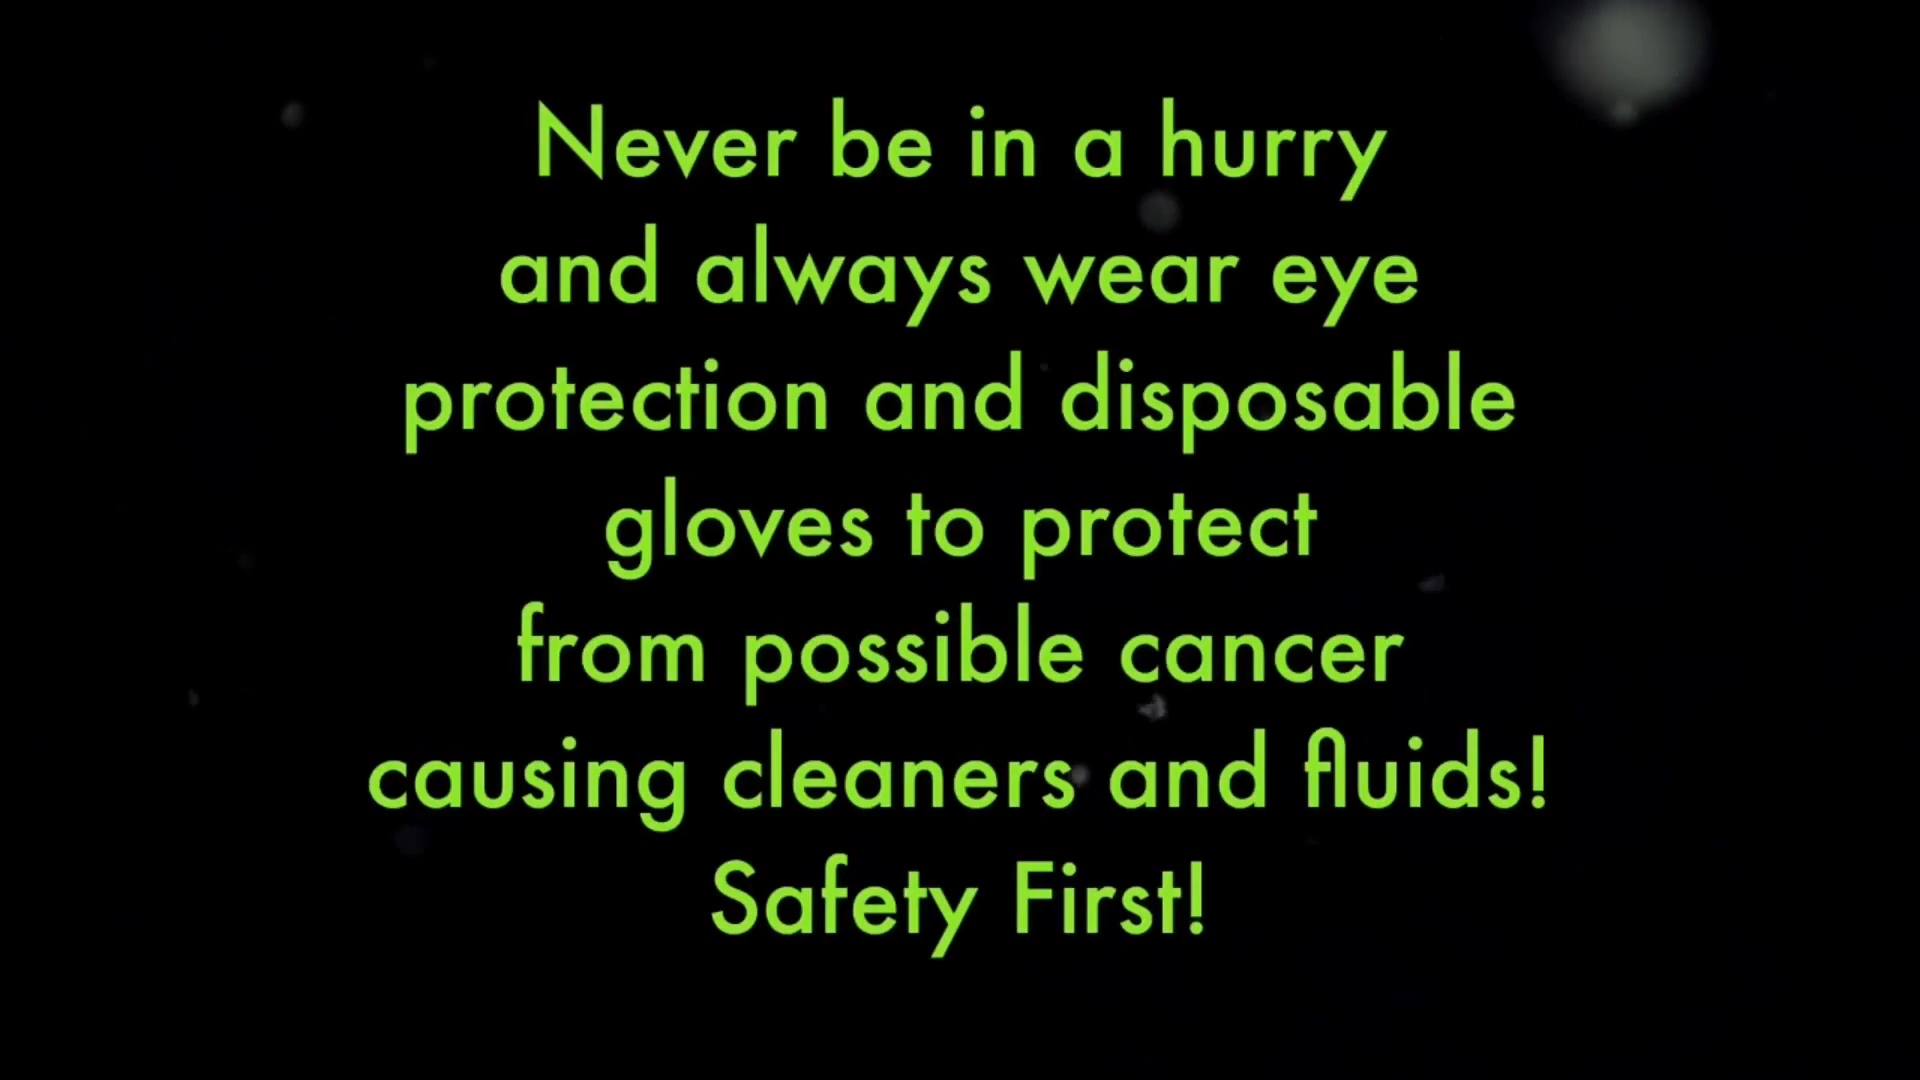 Never be in a hurry
and always wear eye
protection and disposable
gloves to protect
from possible cancer
causing cleaners and fluids!
Safety First!